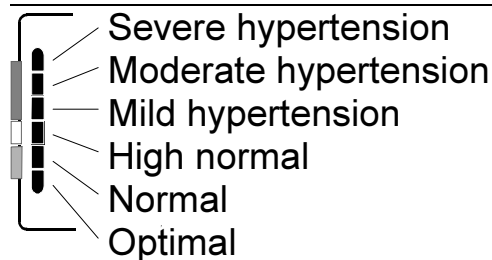 Severe hypertension
Moderate hypertension
Mild hypertension
High normal
Normal
Optimal